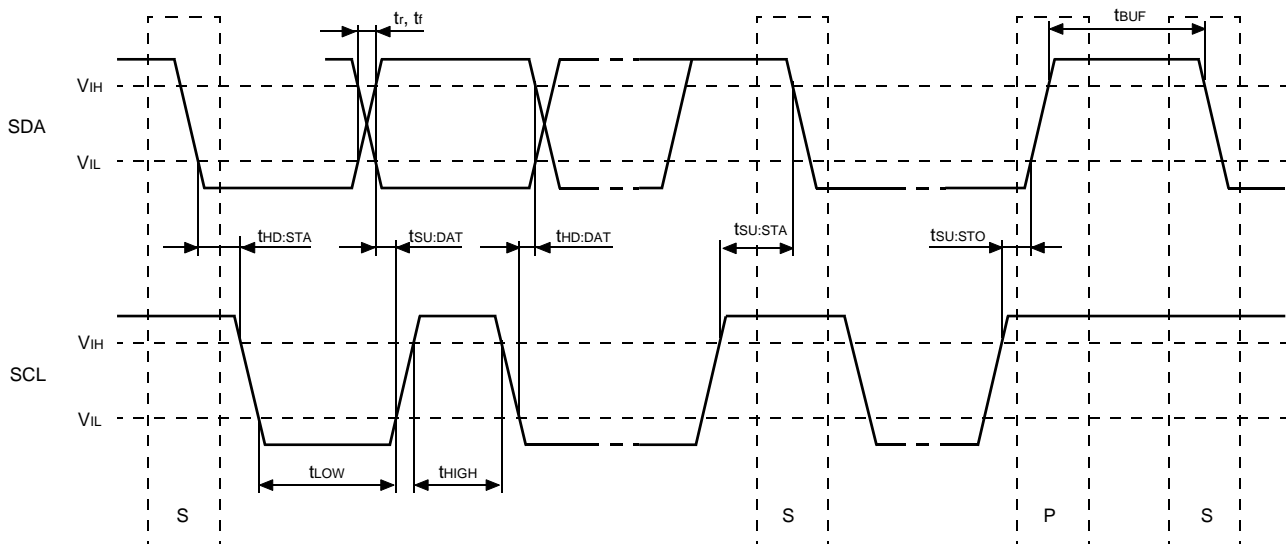 tr, tf
tBUF
VIH
SDA
VIL
tHD:STA
tSU:DAT
tHD:DAT
tSU:STA
tSU:STO
VIH
SCL
VIL
tLOW
tHIGH
S
S
P
S